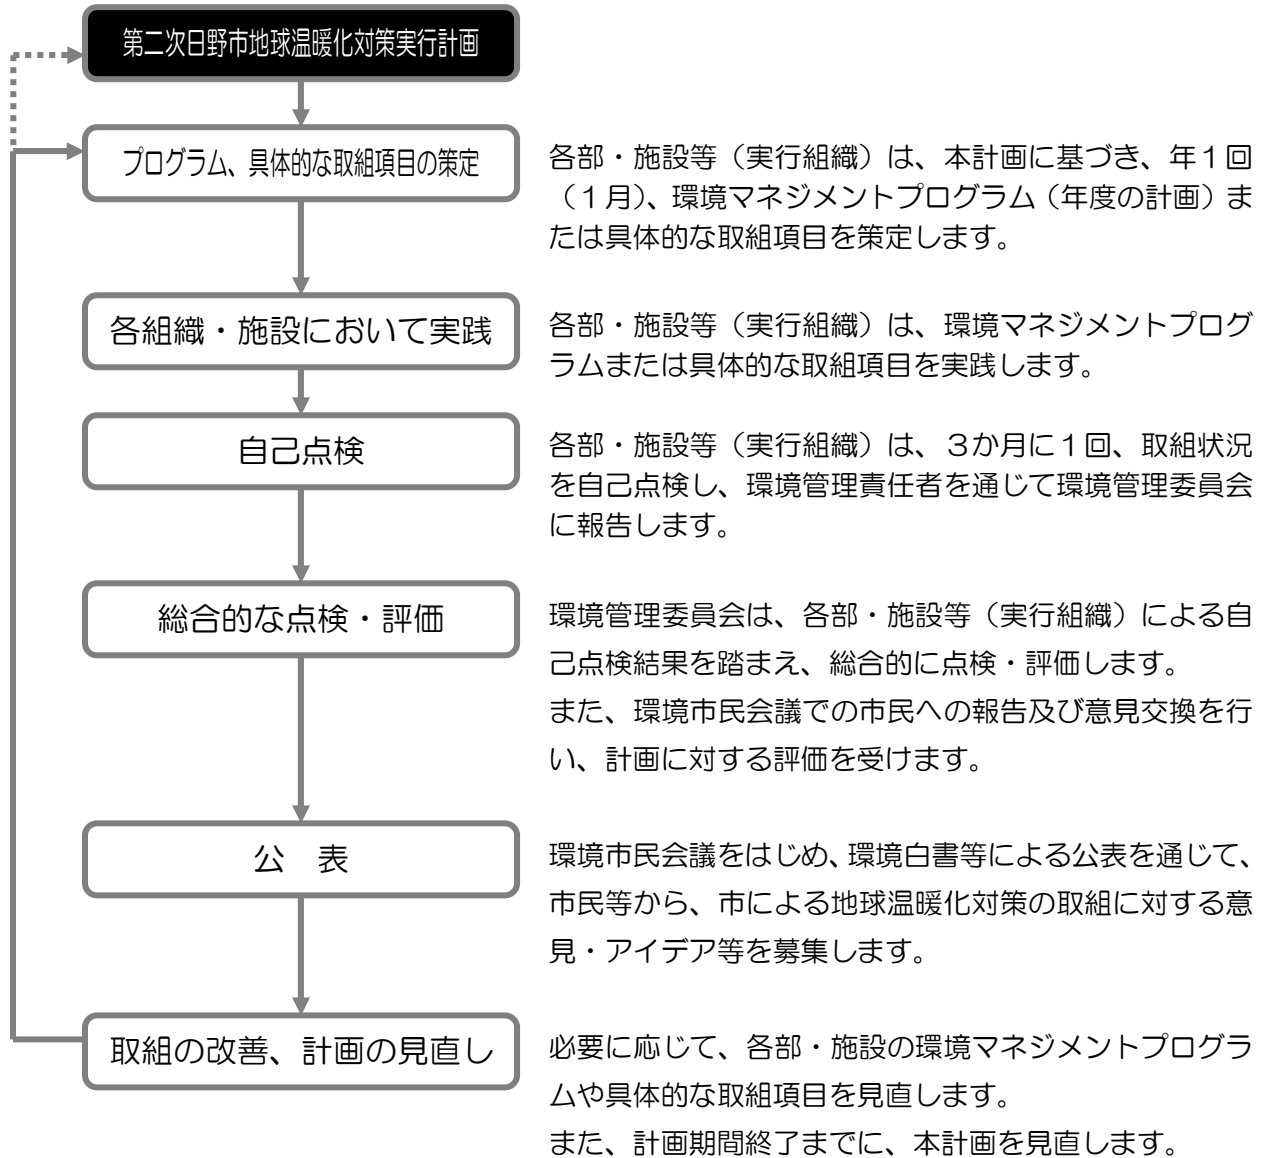 第二次日野市地球温暖化対策実行計画
プログラム、具体的な取組項目の策定
各部・施設等（実行組織）は、本計画に基づき、年１回
（１月）、環境マネジメントプログラム（年度の計画）ま
たは具体的な取組項目を策定します。
各組織・施設において実践
各部・施設等（実行組織）は、環境マネジメントプログ
ラムまたは具体的な取組項目を実践します。
自己点検
各部・施設等（実行組織）は、３か月に１回、取組状況
を自己点検し、環境管理責任者を通じて環境管理委員会
に報告します。
総合的な点検・評価
環境管理委員会は、各部・施設等（実行組織）による自
己点検結果を踏まえ、総合的に点検・評価します。
また、環境市民会議での市民への報告及び意見交換を行
い、計画に対する評価を受けます。
公　表
環境市民会議をはじめ、環境白書等による公表を通じて、
市民等から、市による地球温暖化対策の取組に対する意
見・アイデア等を募集します。
取組の改善、計画の見直し
必要に応じて、各部・施設の環境マネジメントプログラ
ムや具体的な取組項目を見直します。
また、計画期間終了までに、本計画を見直します。